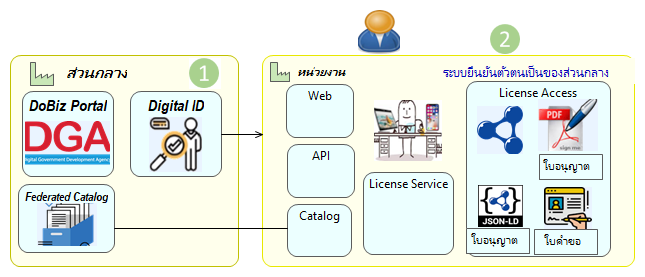 1
2
ส่วนกลาง
หน่วยงาน
ระบบยืนยันตัวตนเป็นของส่วนกลาง
DoBiz Portal
DGA
Digital Government Development Agency
Digital ID
Federated Catalog
Web
API
Catalog
License Service
License Access
PDF
sign me
ใบอนุญาต
JSON-LD
ใบอนุญาต
ใบคำขอ